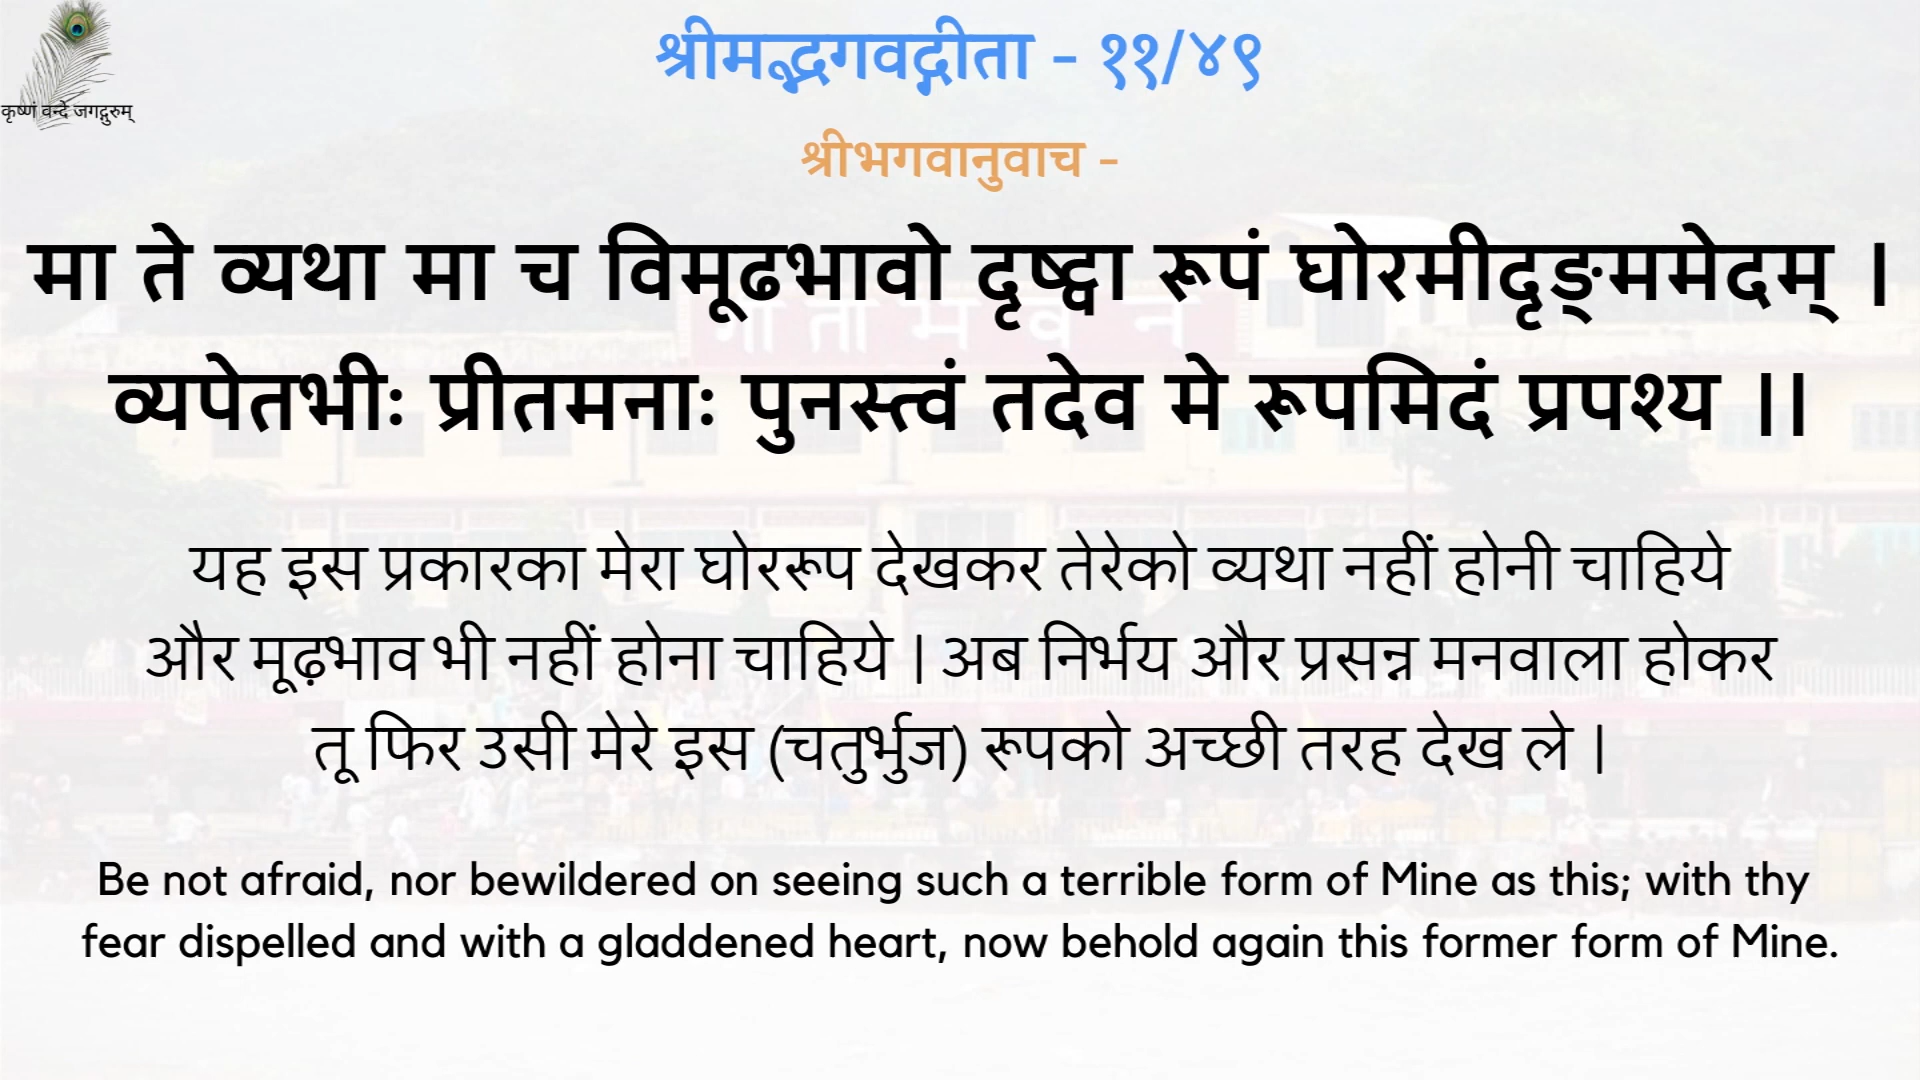 कृष्णं वन्दे जगद्गुरुम्
श्रीमद्भगवद्गीता - ११/४९
श्रीभगवानुवाच -
मा ते व्यथा मा च विमूढभावो दृष्ट्वा रूपं घोरमीदृङ्ममेदम् ।
गीता भवन
व्यपेतभीः प्रीतमनाः पुनस्त्वं तदेव मे रूपमिदं प्रपश्य ।।
यह इस प्रकारका मेरा घोररूप देखकर तेरेको व्यथा नहीं होनी चाहिये
और मूढ़भाव भी नहीं होना चाहिये | अब निर्भय और प्रसन्न मनवाला होकर
तू फिर उसी मेरे इस (चतुर्भुज) रूपको अच्छी तरह देख ले |
Be not afraid, nor bewildered on seeing such a terrible form of Mine as this; with thy
fear dispelled and with a gladdened heart, now behold again this former form of Mine.